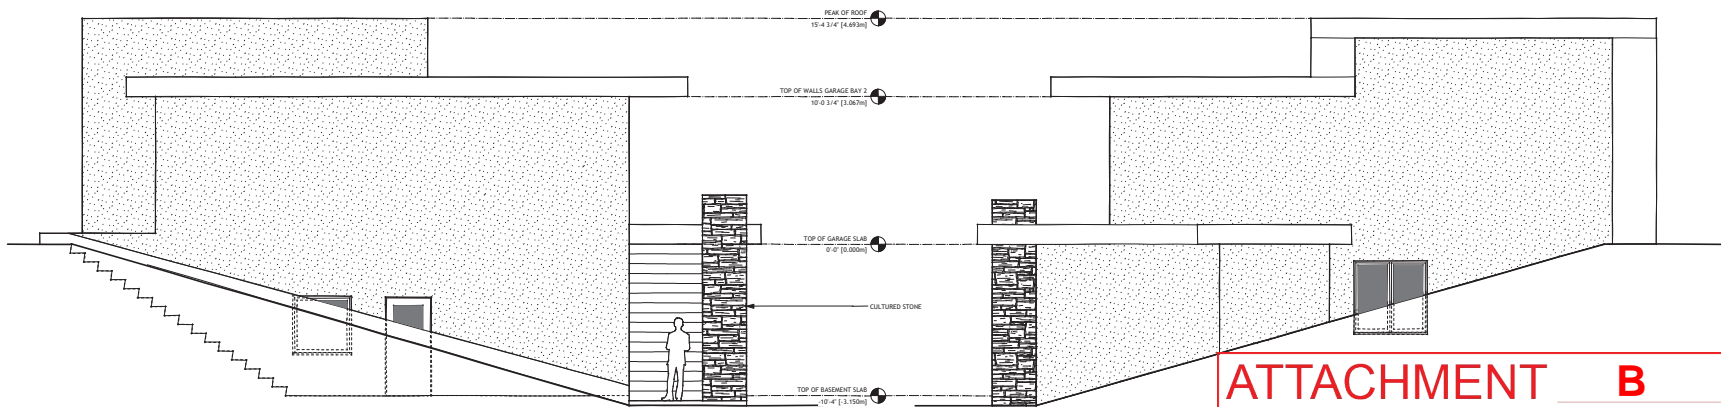 PEAK OF ROOF
15'-4 3/4" [4.693m]
TOP OF WALLS GARAGE BAY 2
10'-0 3/4" [3.067m]
TOP OF GARAGE SLAB
0'-0" [0.000m]
CULTURED STONE
TOP OF BASEMENT SLAB
-10'-4" [-3.150m]
ATTACHMENT B